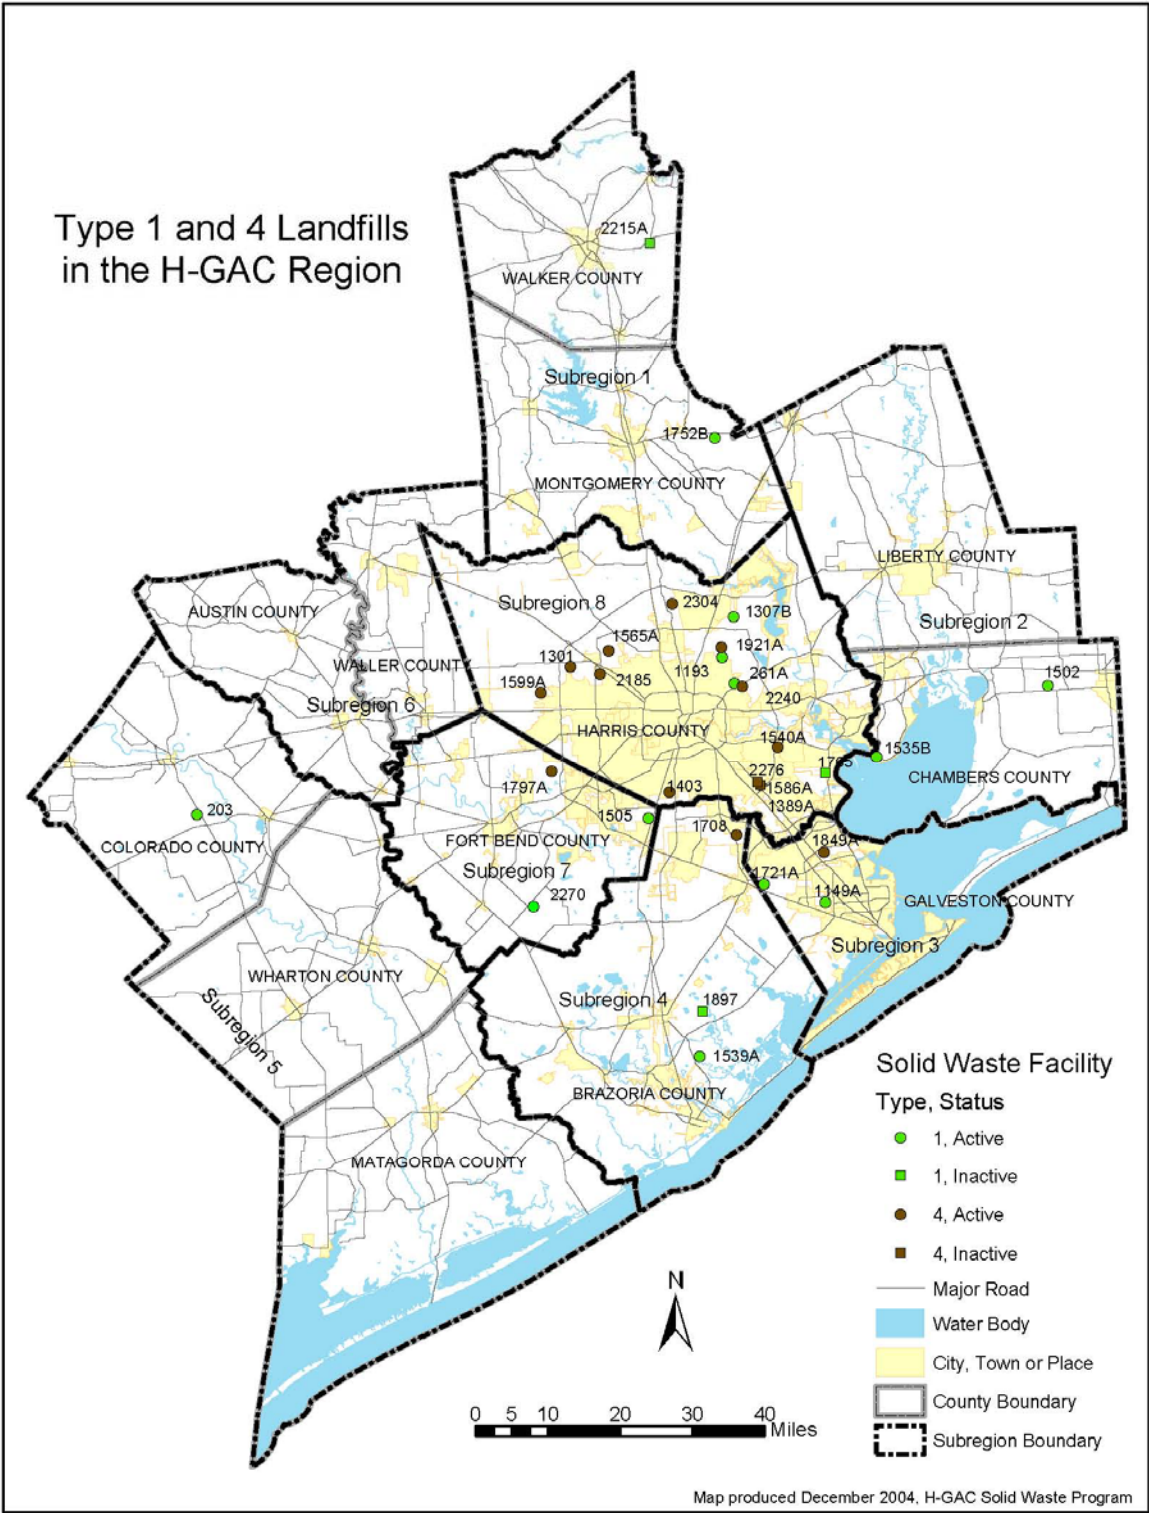 Type 1 and 4 Landfills
in the H-GAC Region
2215A
WALKER COUNTY
Subregion 1
1752B
MONTGOMERY COUNTY
LIBERTY COUNTY
Subregion 8
2304
1307B
AUSTIN COUNTY
Subregion 2
1565A
1921A
1301
WALLER COUNTY
1193
261A
1502
1599A
2185
2240
Subregion 6
HARRIS COUNTY
1540A
1535B
2276
1765
CHAMBERS COUNTY
1797A
1403
1586A
1389A
203
1505
1708
COLORADO COUNTY
FORT BEND COUNTY
1849A
Subregion 7
1721A
1149A
2270
GALVESTON COUNTY
Subregion 3
WHARTON COUNTY
Subregion 4
1897
Subregion 5
1539A
BRAZORIA COUNTY
MATAGORDA COUNTY
Solid Waste Facility
Type, Status
1, Active
1, Inactive
4, Active
4, Inactive
Major Road
Water Body
City, Town or Place
County Boundary
Subregion Boundary
N
0 5 10 20 30 40
Miles
Map produced December 2004, H-GAC Solid Waste Program